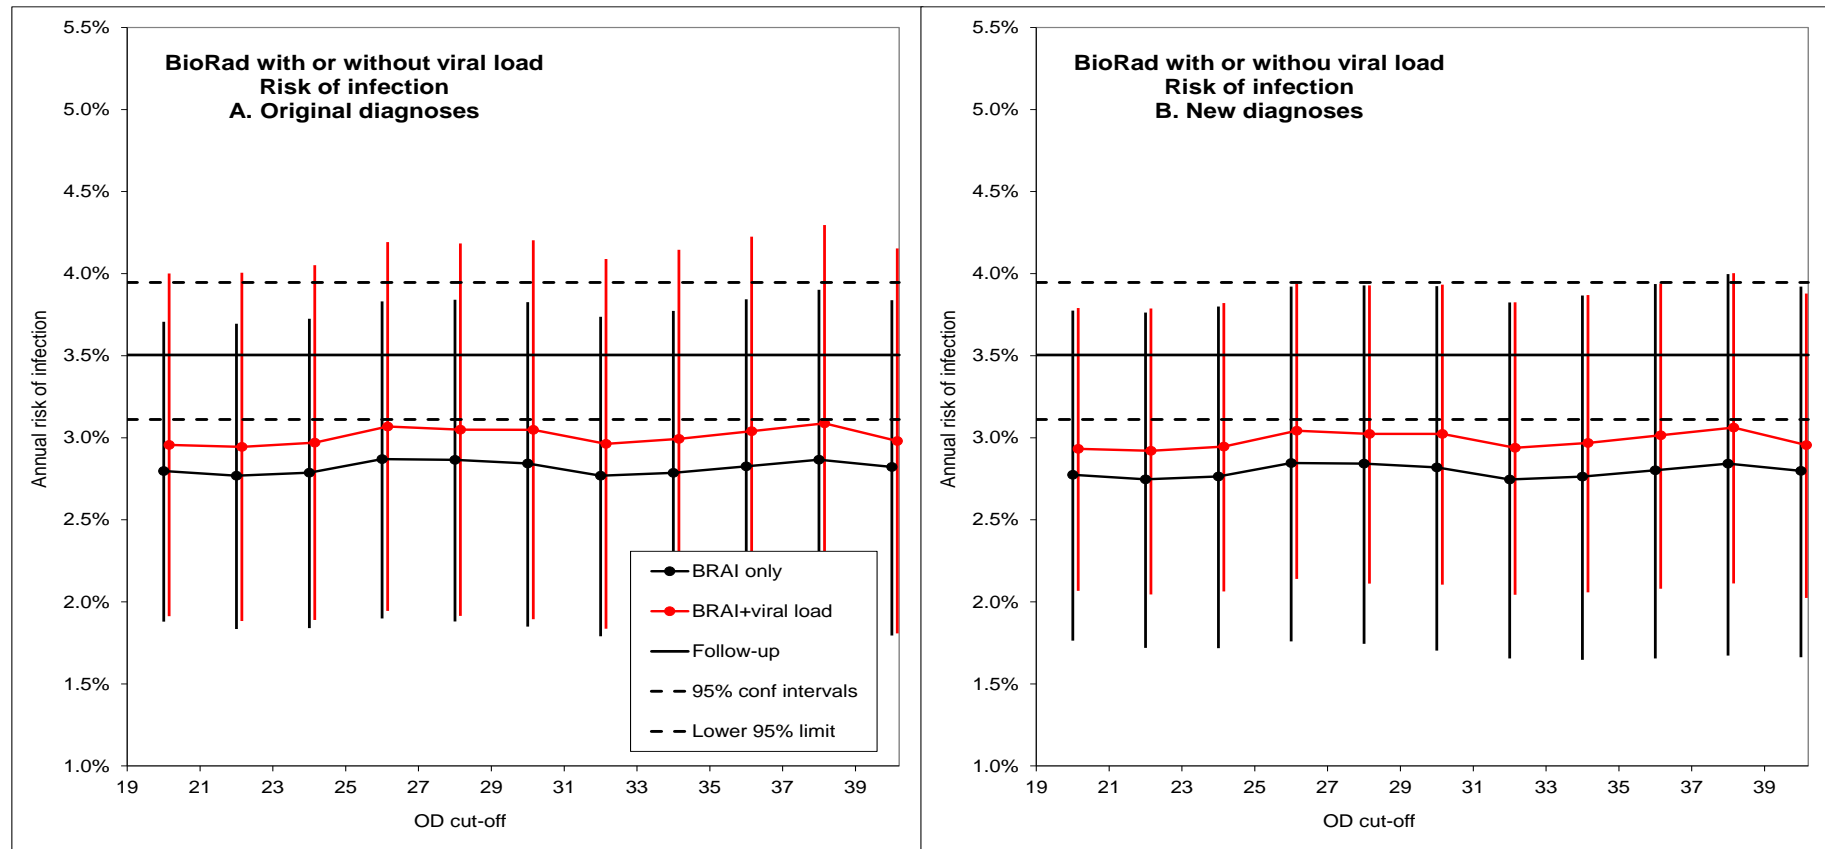 BioRad with or without viral load
Risk of infection
A. Original diagnoses
5.5%
5.0%
4.5%
4.0%
3.5%
3.0%
2.5%
2.0%
1.5%
1.0%
Annual risk of infection
19 21 23 25 27 29 31 33 35 37 39
OD cut-off
BRAI only
BRAI+viral load
Follow-up
95% conf intervals
Lower 95% limit
BioRad with or withou viral load
Risk of infection
B. New diagnoses
5.5%
5.0%
4.5%
4.0%
3.5%
3.0%
2.5%
2.0%
1.5%
1.0%
Annual risk of infection
19 21 23 25 27 29 31 33 35 37 39
OD cut-off